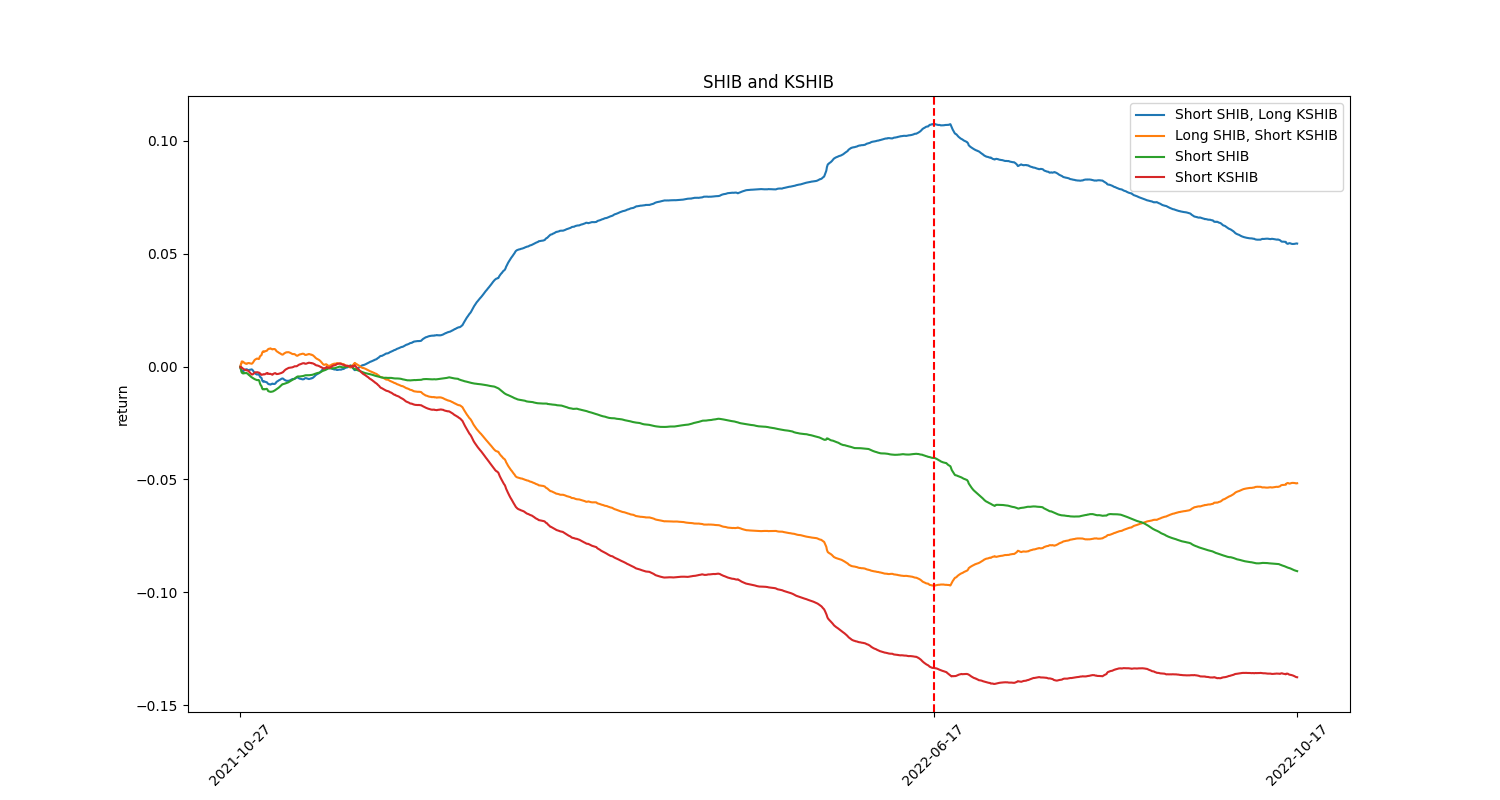 SHIB and KSHIB
Short SHIB, Long KSHIB
Long SHIB, Short KSHIB
Short SHIB
Short KSHIB
return
0.10
0.05
0.00
−0.05
−0.10
−0.15
2021-10-27
2022-06-17
2022-10-17